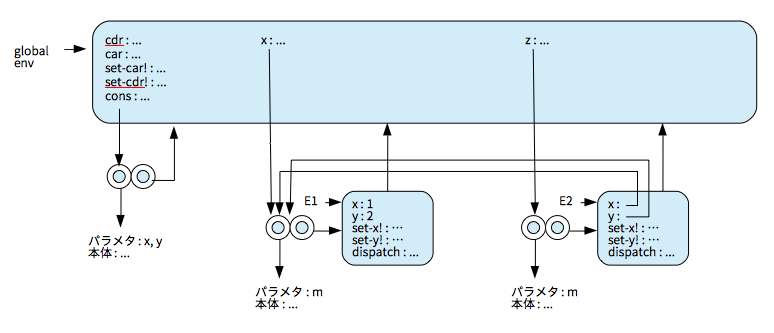 global
env
cdr : ...
car : ...
set-car! : ...
set-cdr! : ...
cons : ...
x : ...
z : ...
パラメタ : x, y
本体 : ...
E1
x : 1
y : 2
set-x! : …
set-y! : …
dispatch : ...
パラメタ : m
本体 : ...
E2
x :
y :
set-x! : …
set-y! : …
dispatch : ...
パラメタ : m
本体 : ...